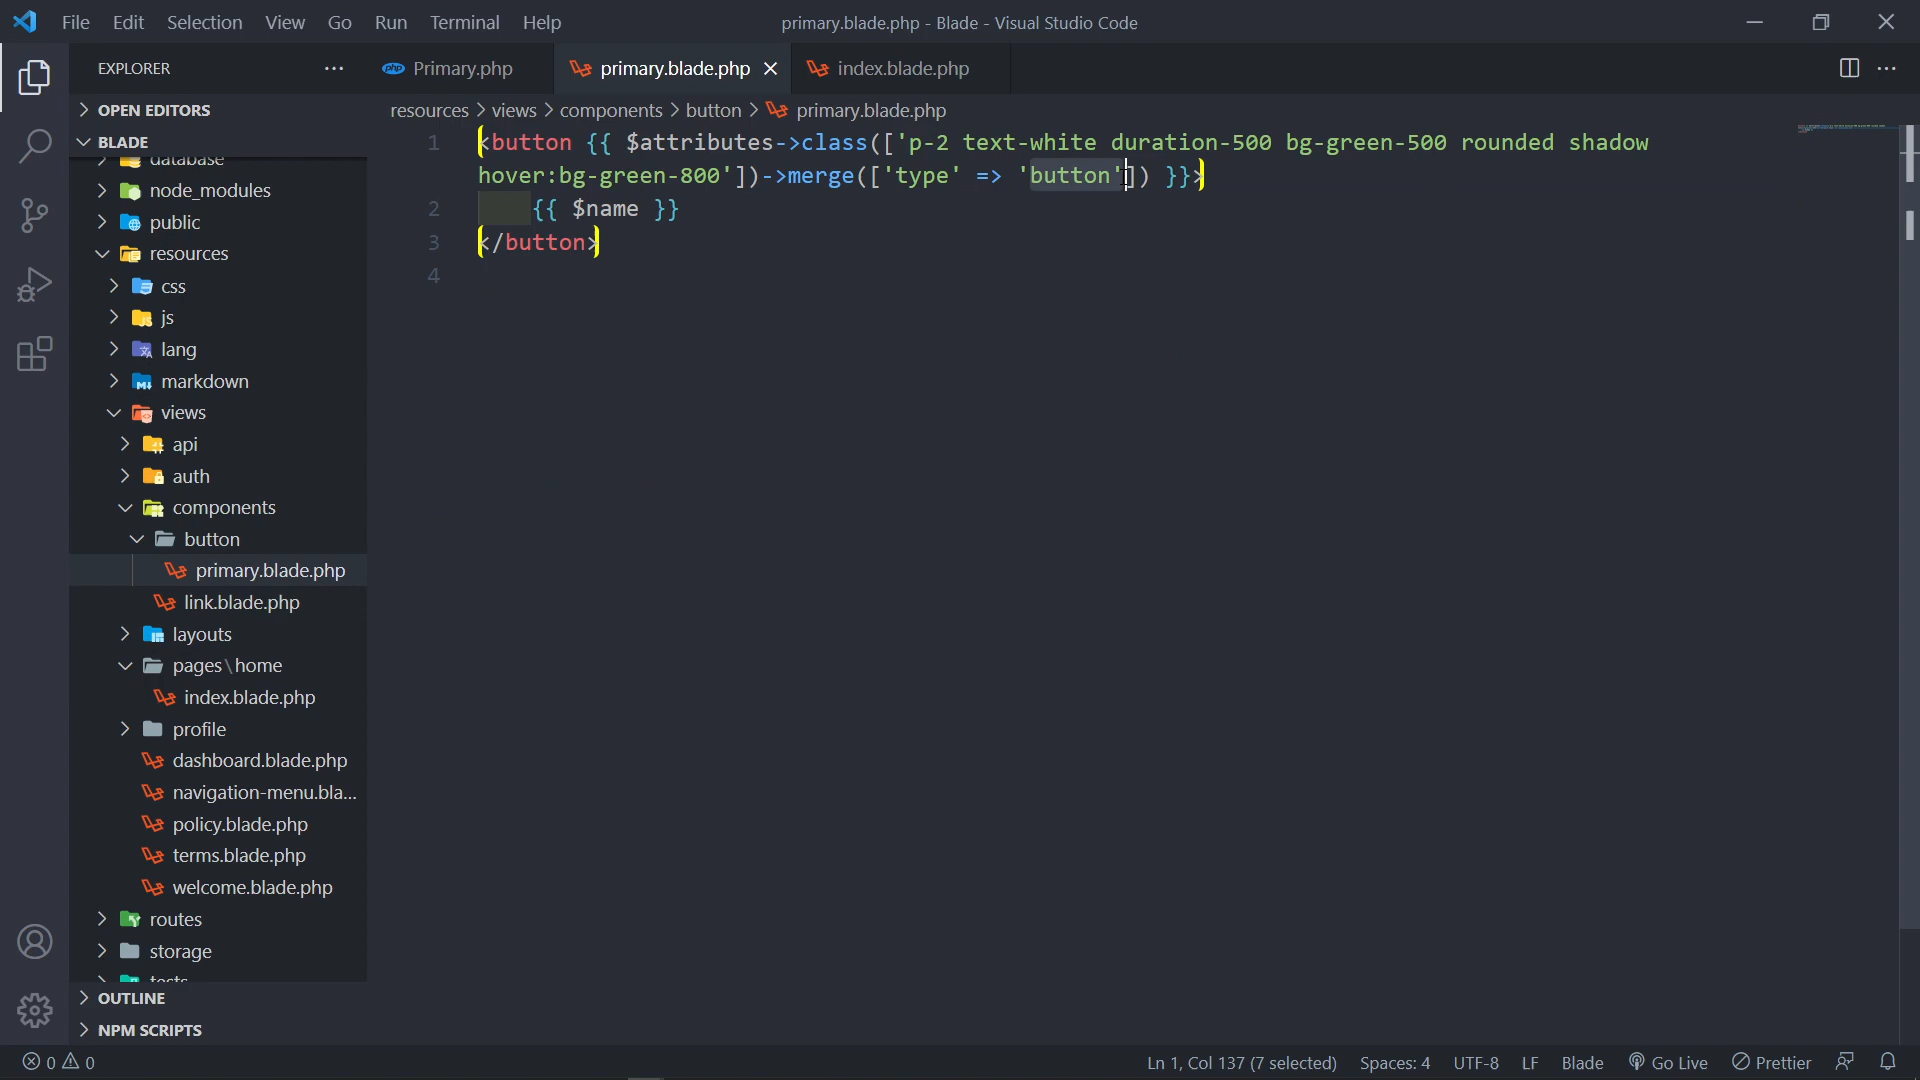 File Edit Selection View Go Run Terminal Help
primary.blade.php - Blade - Visual Studio Code
EXPLORER
php Primary.php
primary.blade.php
index.blade.php
OPEN EDITORS
resources > views > components > button > primary.blade.php
BLADE
database
node_modules
public
resources
css
js
lang
markdown
views
api
auth
components
button
primary.blade.php
link.blade.php
layouts
pages\home
index.blade.php
profile
dashboard.blade.php
navigation-menu.bla...
policy.blade.php
terms.blade.php
welcome.blade.php
routes
storage
tests
OUTLINE
NPM SCRIPTS
1 <button {{ $attributes->class(['p-2 text-white duration-500 bg-green-500 rounded shadow
hover:bg-green-800'])->merge(['type' => 'button']) }}>
2 {{ $name }}
3 </button>
4
0 0
Ln 1, Col 137 (7 selected) Spaces: 4 UTF-8 LF Blade Go Live Prettier